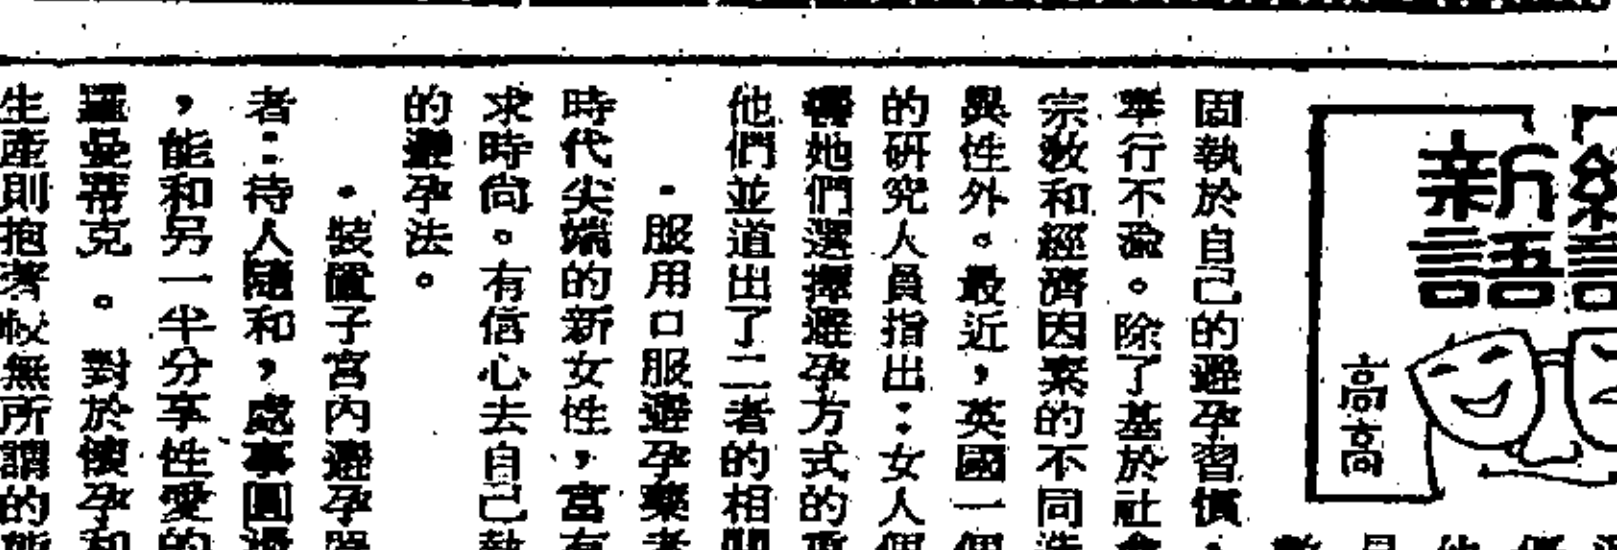 新語
高高
固執於自己的避孕習慣，
奉行不渝。除了基於社會
宗教和經濟因素的不同造
異性外。最近，英國一個
的研究人員指出：女人個
響她們選擇避孕方式的重
他們並道出了二者的相關
・服用口服避孕藥者
時代尖端的新女性，富有
求時尚。有信心去自己執
的避孕法。
・裝置子宮內避孕器
者：待人隨和，處事圓滑
，能和另一半分享性愛的
羅曼蒂克。對於懷孕和
生產則抱著較無所謂的態